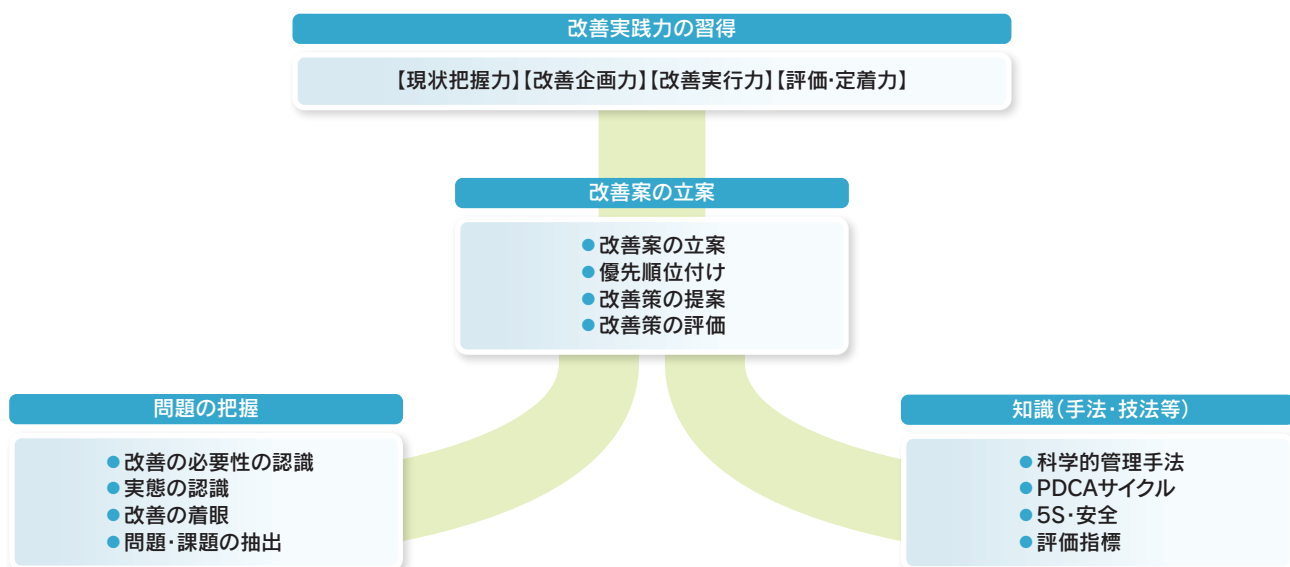 改善実践力の習得
【現状把握力】【改善企画力】【改善実行力】【評価・定着力】
改善案の立案
●改善案の立案
●優先順位付け
●改善策の提案
●改善策の評価
問題の把握
●改善の必要性の認識
●実態の認識
●改善の着眼
●問題・課題の抽出
知識(手法・技法等)
●科学的管理手法
●PDCAサイクル
●5S・安全
●評価指標